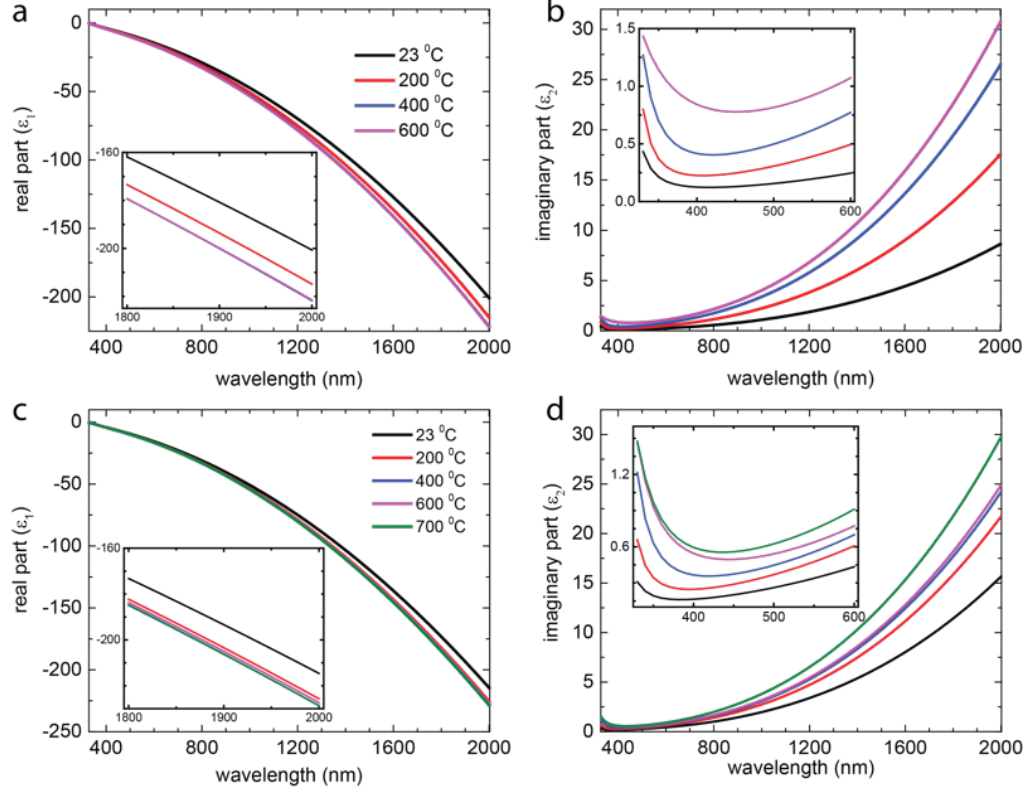 a
real part (ε1)
0
-50
-100
-150
-200
23 ⁰C
200 ⁰C
400 ⁰C
600 ⁰C
-160
-200
1800 1900 2000
400 800 1200 1600 2000
wavelength (nm)
b
imaginary part (ε2)
30
25
20
15
10
5
0
1.5
1.0
0.5
0.0
400 500 600
400 800 1200 1600 2000
wavelength (nm)
c
real part (ε1)
0
-50
-100
-150
-200
-250
23 ⁰C
200 ⁰C
400 ⁰C
600 ⁰C
700 ⁰C
-160
-200
1800 1900 2000
400 800 1200 1600 2000
wavelength (nm)
d
imaginary part (ε2)
30
25
20
15
10
5
0
1.2
0.6
400 500 600
400 800 1200 1600 2000
wavelength (nm)